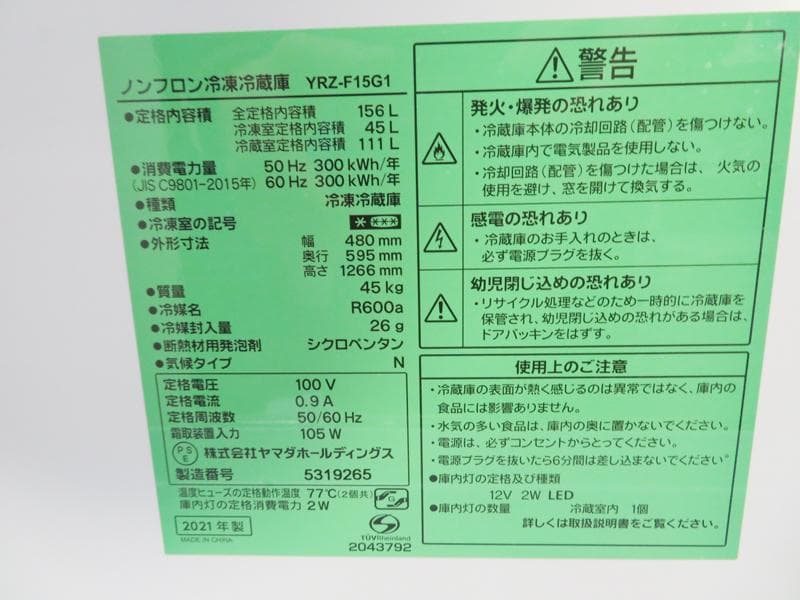 ノンフロン冷凍冷蔵庫 YRZ-F15G1
●定格内容積 全定格内容積 156 L
冷凍室定格内容積 45 L
冷蔵室定格内容積 111 L
●消費電力量 50 Hz 300 kWh/年
(JIS C9801-2015年) 60 Hz 300 kWh/年
●種類 冷凍冷蔵庫
●冷凍室の記号
●外形寸法 幅 480 mm
奥行 595 mm
高さ 1266 mm
●質量 45 kg
●冷媒名 R600a
●冷媒封入量 26 g
●断熱材用発泡剤 シクロペンタン
●気候タイプ N
定格電圧 100 V
定格電流 0.9 A
定格周波数 50/60 Hz
霜取装置入力 105 W
PSE 株式会社ヤマダホールディングス
製造番号 5319265
温度ヒューズの定格動作温度 77℃(2個共)
庫内灯の定格消費電力 2 W
2021年製
MADE IN CHINA
TÜVRheinland
2043792
警告
発火・爆発の恐れあり
・冷蔵庫本体の冷却回路(配管)を傷つけない。
・冷蔵庫内で電気製品を使用しない。
・冷却回路(配管)を傷つけた場合は、火気の
使用を避け、窓を開けて換気する。
感電の恐れあり
・冷蔵庫のお手入れのときは、
必ず電源プラグを抜く。
幼児閉じ込めの恐れあり
・リサイクル処理などのため一時的に冷蔵庫を
保管され、幼児閉じ込めの恐れがある場合は、
ドアパッキンをはずす。
使用上のご注意
・冷蔵庫の表面が熱く感じるのは異常ではなく、庫内の
食品には影響ありません。
・水気の多い食品は、庫内の奥に置かないでください。
・電源は、必ずコンセントからとってください。
・電源プラグを抜いたら6分間は差し込まないでください。
●庫内灯の定格及び種類
12V 2W LED
●庫内灯の数量 冷蔵室内 1個
詳しくは取扱説明書をご覧ください。